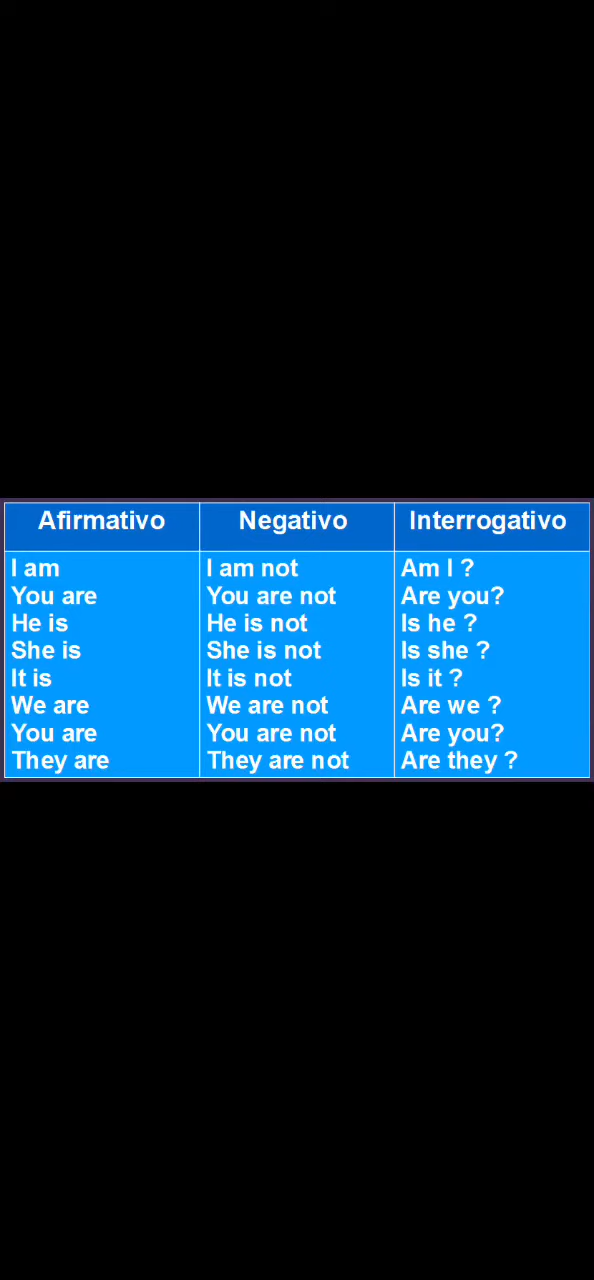 Afirmativo Negativo Interrogativo
I am I am not Am I ?
You are You are not Are you?
He is He is not Is he ?
She is She is not Is she ?
It is It is not Is it ?
We are We are not Are we ?
You are You are not Are you?
They are They are not Are they ?